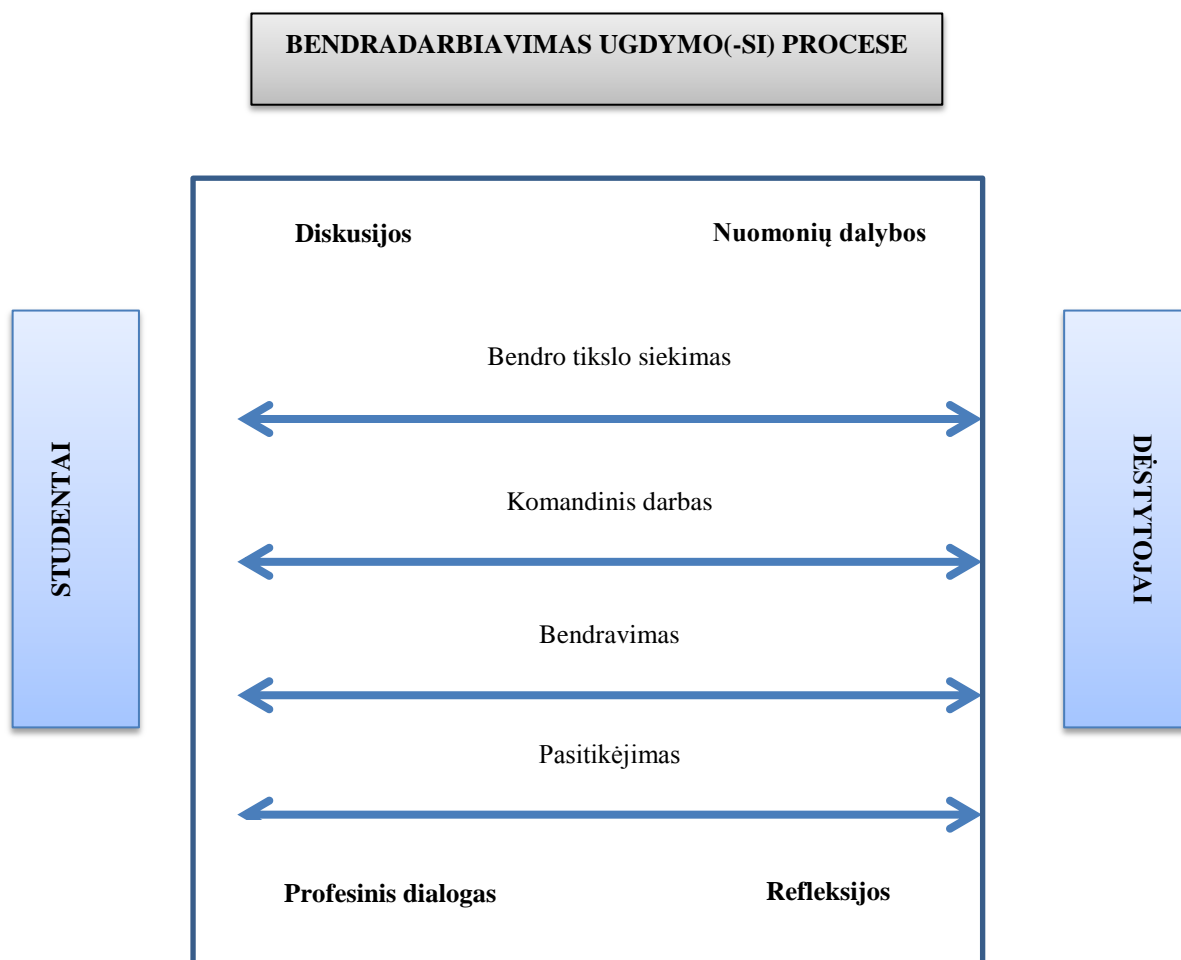 BENDRADARBIAVIMAS UGDYMO(-SI) PROCESE
Diskusijos
Nuomonių dalybos
Bendro tikslo siekimas
STUDENTAI
DĖSTYTOJAI
Komandinis darbas
Bendravimas
Pasitikėjimas
Profesinis dialogas
Refleksijos